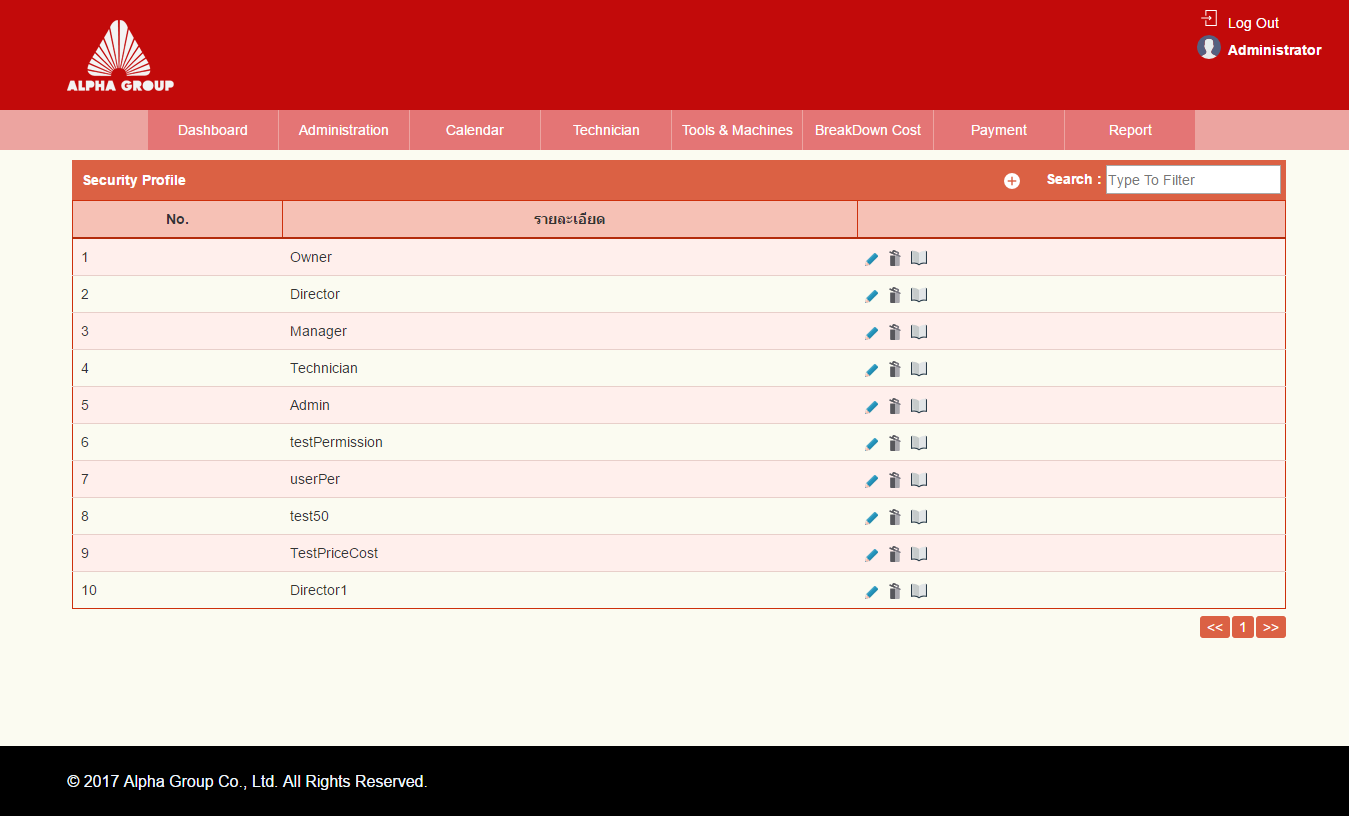 Log Out
Administrator
ALPHA GROUP
Dashboard Administration Calendar Technician Tools & Machines BreakDown Cost Payment Report
Security Profile Search : Type To Filter
No. รายละเอียด
1 Owner
2 Director
3 Manager
4 Technician
5 Admin
6 testPermission
7 userPer
8 test50
9 TestPriceCost
10 Director1
<< 1 >>
© 2017 Alpha Group Co., Ltd. All Rights Reserved.